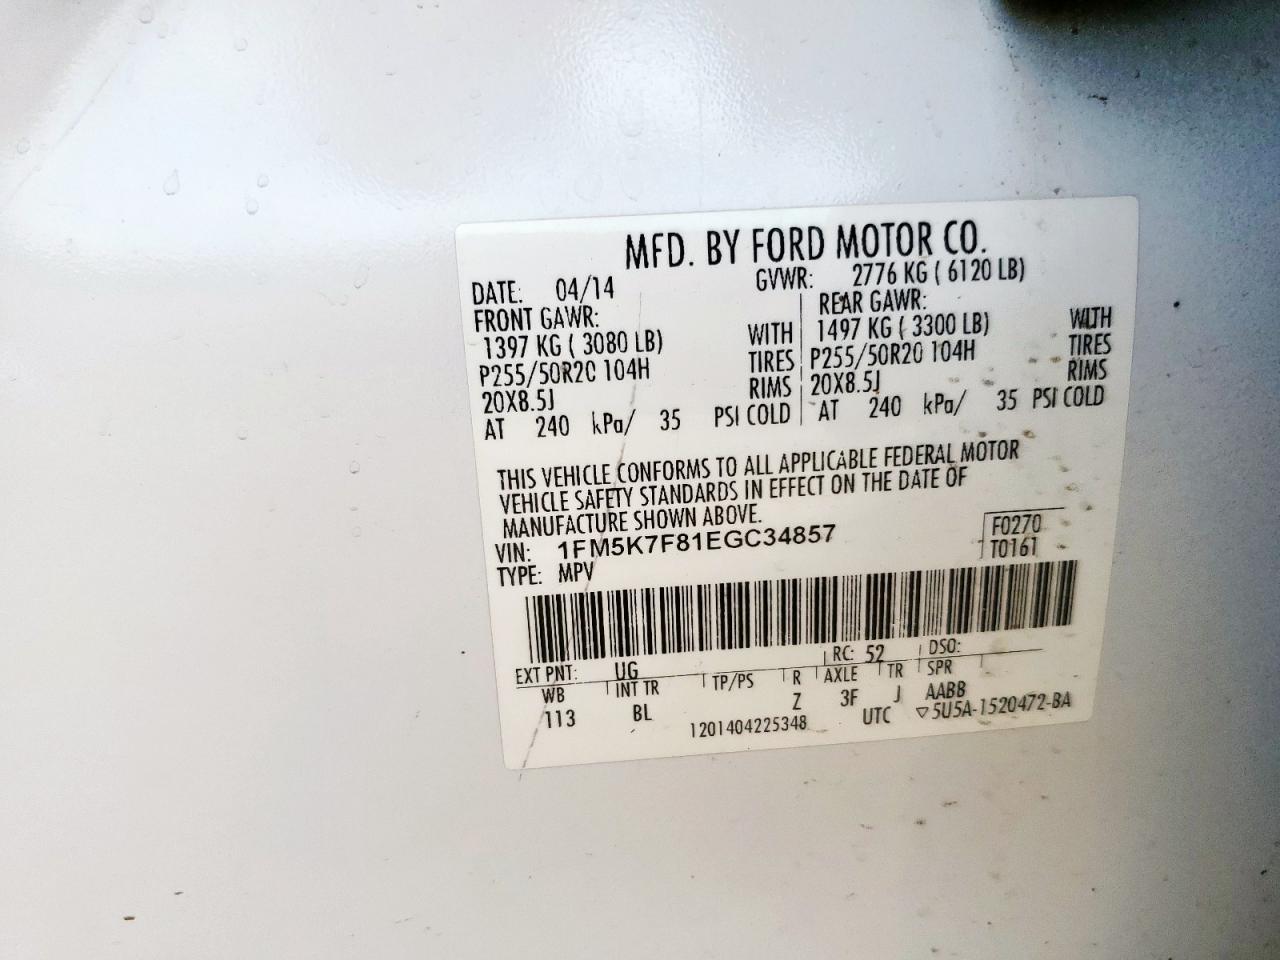 MFD. BY FORD MOTOR CO.
DATE: 04/14 GVWR: 2776 KG ( 6120 LB)
FRONT GAWR: REAR GAWR:
1397 KG ( 3080 LB) WITH 1497 KG ( 3300 LB) WITH
P255/50R20 104H TIRES P255/50R20 104H TIRES
20X8.5J RIMS 20X8.5J RIMS
AT 240 kPa/ 35 PSI COLD AT 240 kPa/ 35 PSI COLD
THIS VEHICLE CONFORMS TO ALL APPLICABLE FEDERAL MOTOR
VEHICLE SAFETY STANDARDS IN EFFECT ON THE DATE OF
MANUFACTURE SHOWN ABOVE.
VIN: 1FM5K7F81EGC34857 F0270
TYPE: MPV T0161
EXT PNT: UG RC: 52 DSO:
WB INT TR TP/PS R AXLE TR SPR
113 BL Z 3F J AABB
1201404225348 UTC ▽5U5A-1520472-BA